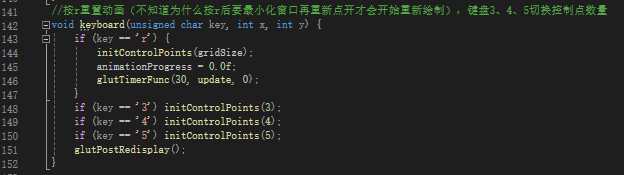 141 //按r重置动画（不知道为什么按r后要最小化窗口再重新点开才会开始重新绘制），键盘3、4、5切换控制点数量
142 void keyboard(unsigned char key, int x, int y) {
143 if (key == 'r') {
144 initControlPoints(gridSize);
145 animationProgress = 0.0f;
146 glutTimerFunc(30, update, 0);
147 }
148 if (key == '3') initControlPoints(3);
149 if (key == '4') initControlPoints(4);
150 if (key == '5') initControlPoints(5);
151 glutPostRedisplay();
152 }